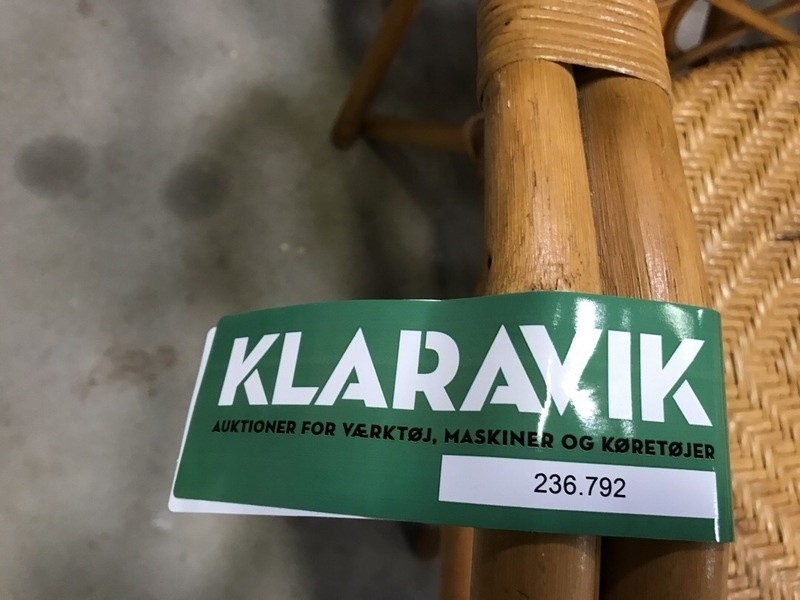 KLARAVIK
AUKTIONER FOR VÆRKTØJ, MASKINER OG KØRETØJER
236.792